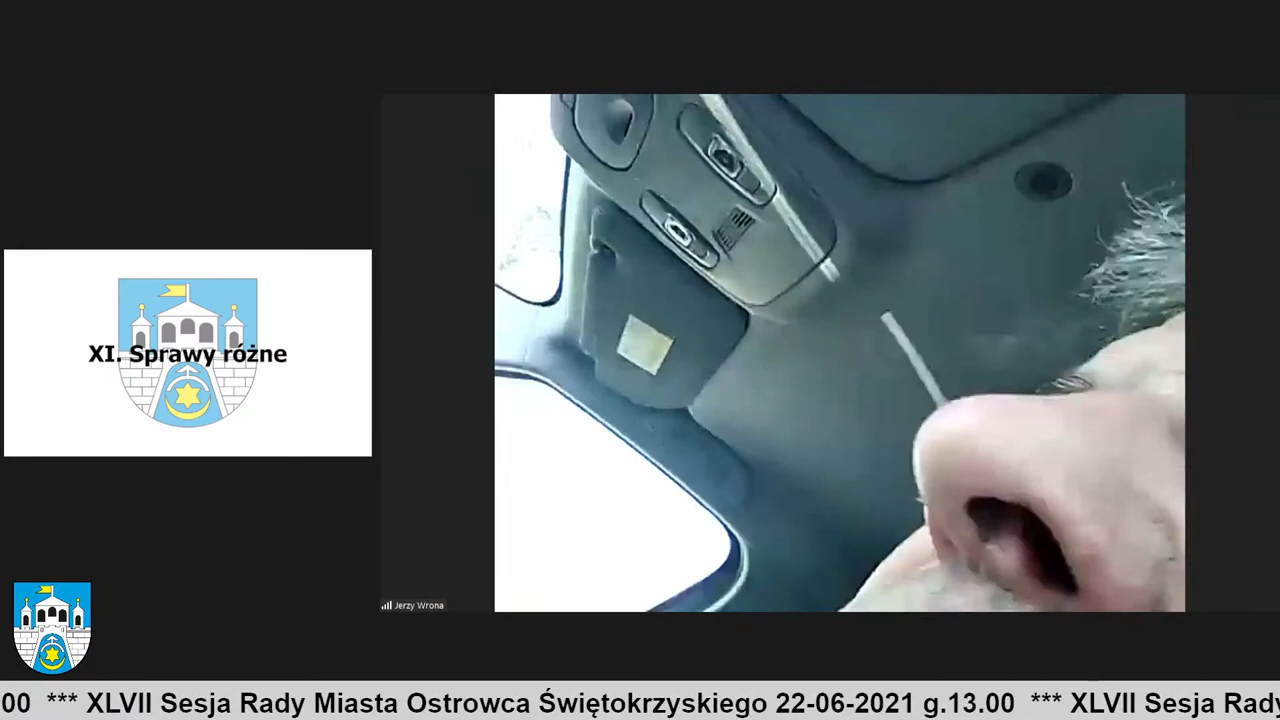 XI. Sprawy różne
Jerzy Wrona
00 *** XLVII Sesja Rady Miasta Ostrowca Świętokrzyskiego 22-06-2021 g.13.00 *** XLVII Sesja Rady